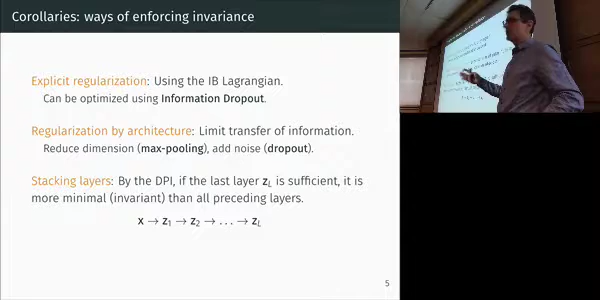 Corollaries: ways of enforcing invariance
Explicit regularization: Using the IB Lagrangian.
Can be optimized using Information Dropout.
Regularization by architecture: Limit transfer of information.
Reduce dimension (max-pooling), add noise (dropout).
Stacking layers: By the DPI, if the last layer z_L is sufficient, it is
more minimal (invariant) than all preceding layers.
x → z₁ → z₂ → … → z_L
5